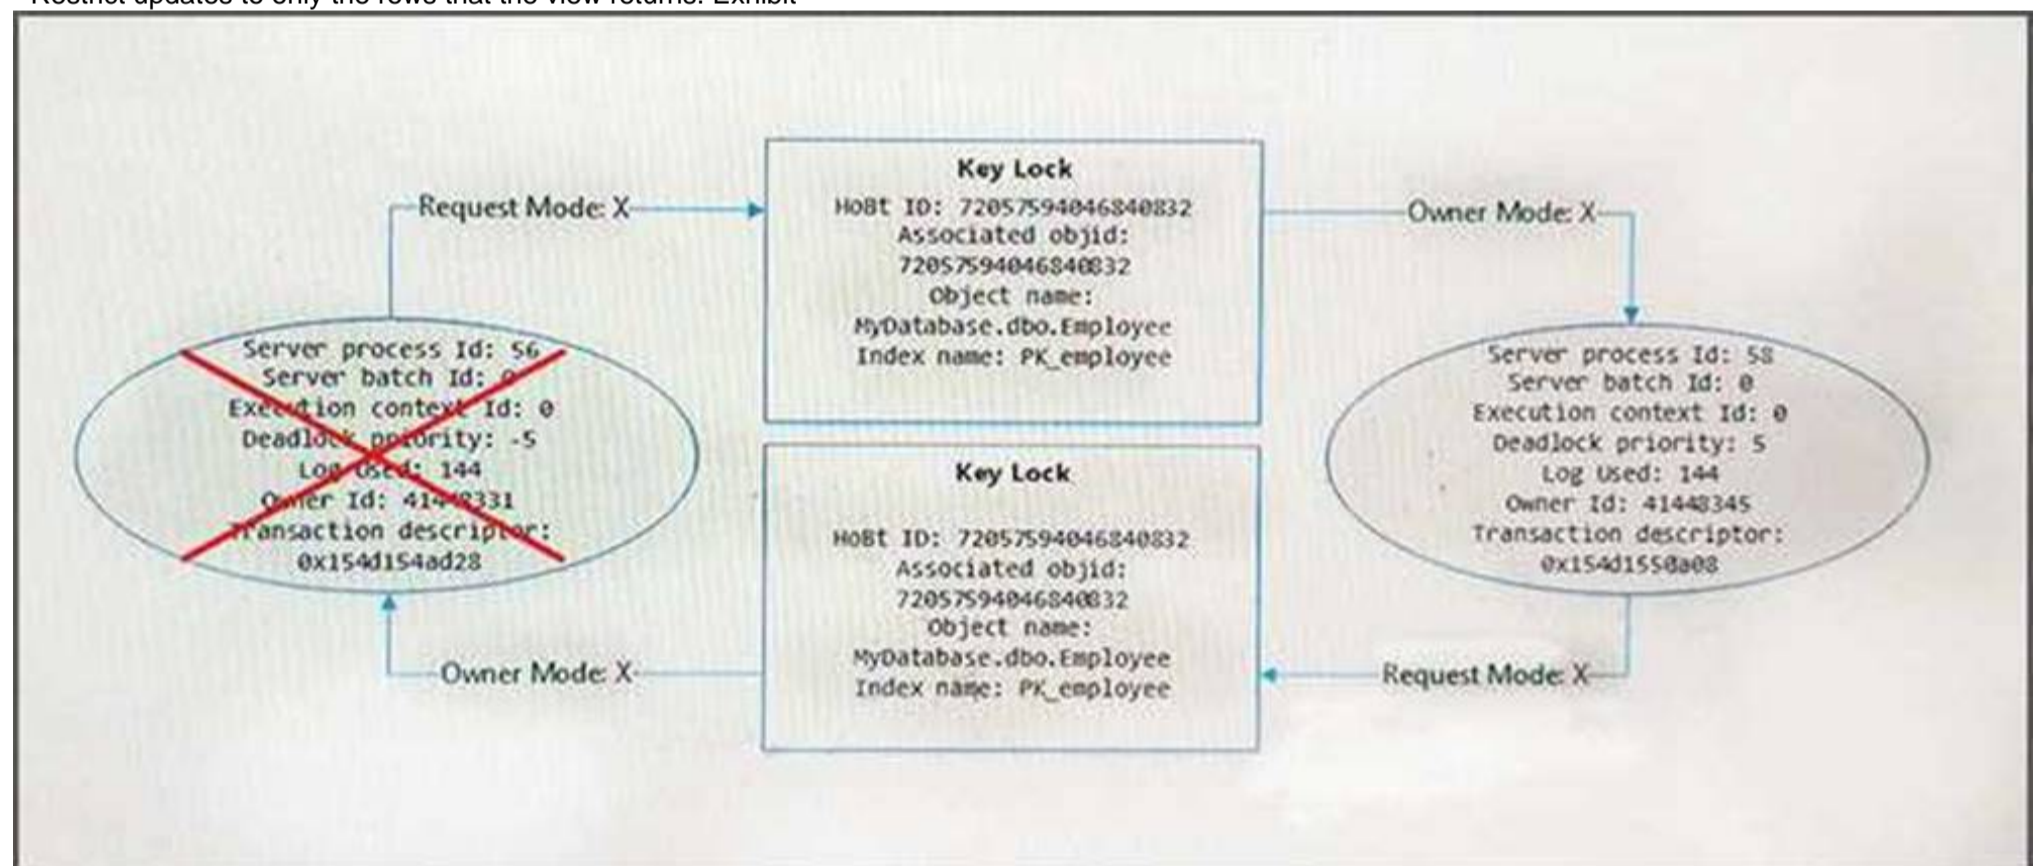 Restrict updates to only the rows that the view returns. Exhibit
Request Mode: X
Key Lock
HoBt ID: 72057594046840832
Associated objid:
72057594046840832
Object name:
MyDatabase.dbo.Employee
Index name: PK_employee
Owner Mode: X
Server process Id: 56
Server batch Id: 0
Execution context Id: 0
Deadlock priority: -5
Log Used: 144
Owner Id: 41448331
Transaction descriptor:
0x154d154ad28
Server process Id: 58
Server batch Id: 0
Execution context Id: 0
Deadlock priority: 5
Log Used: 144
Owner Id: 41448345
Transaction descriptor:
0x154d1550a08
Key Lock
HoBt ID: 72057594046840832
Associated objid:
72057594046840832
Object name:
MyDatabase.dbo.Employee
Index name: PK_employee
Owner Mode: X
Request Mode: X